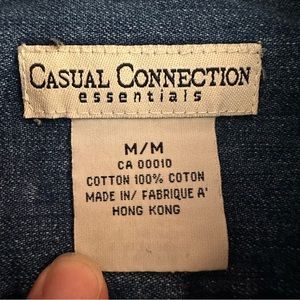 CASUAL CONNECTION
essentials
M/M
CA 00010
COTTON 100% COTON
MADE IN/ FABRIQUE A'
HONG KONG